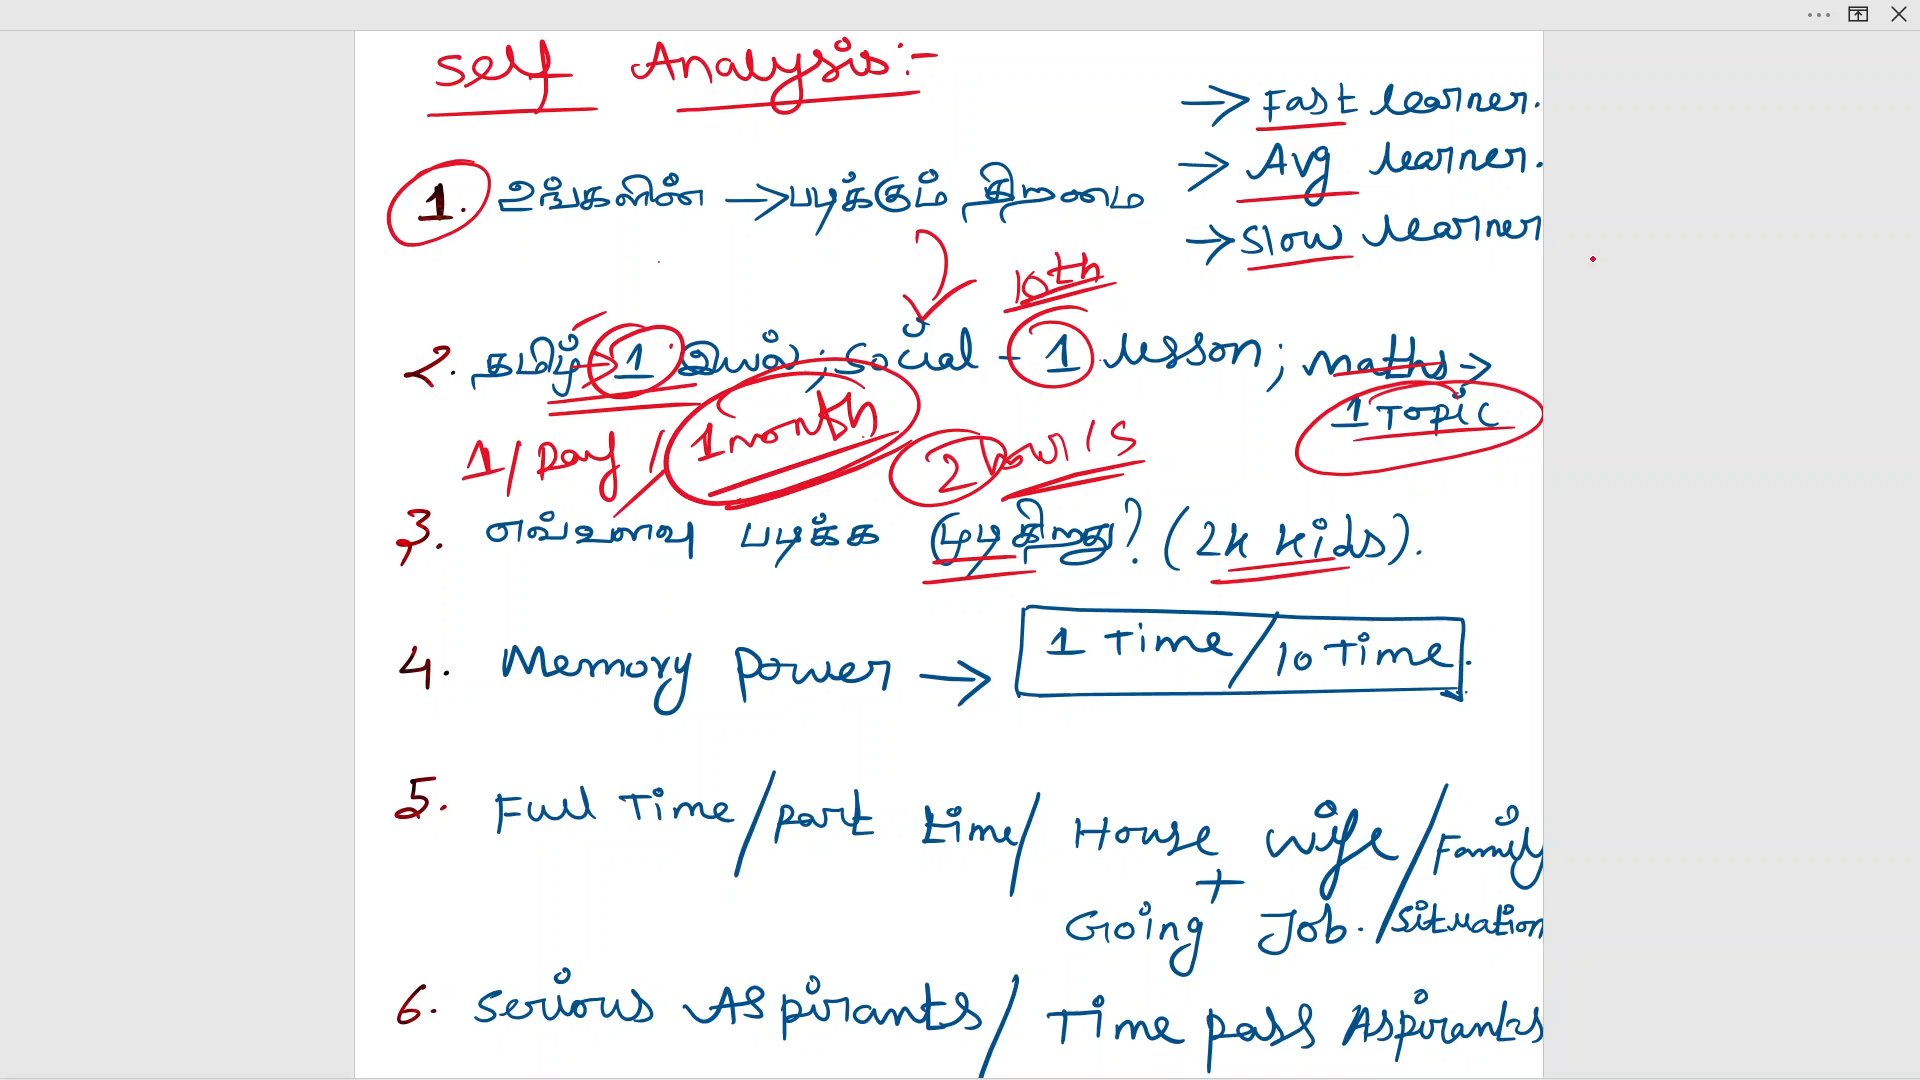 Self Analysis:-
→ Fast learner.
1. உங்களின் → படிக்கும் திறமை
→ Avg learner.
→ Slow learner
10th
2. தமிழ் - 1 இயல்; Social - 1 lesson; maths →
1 Topic
1/Day / 1 month 2 hour's
3. எவ்வளவு படிக்க முடிகிறது? (2k kids).
4. Memory Power → 1 Time / 10 Time.
5. Full Time / part time / House wife / Family
+
Going Job. / Situation
6. Serious Aspirants / Time pass Aspirants